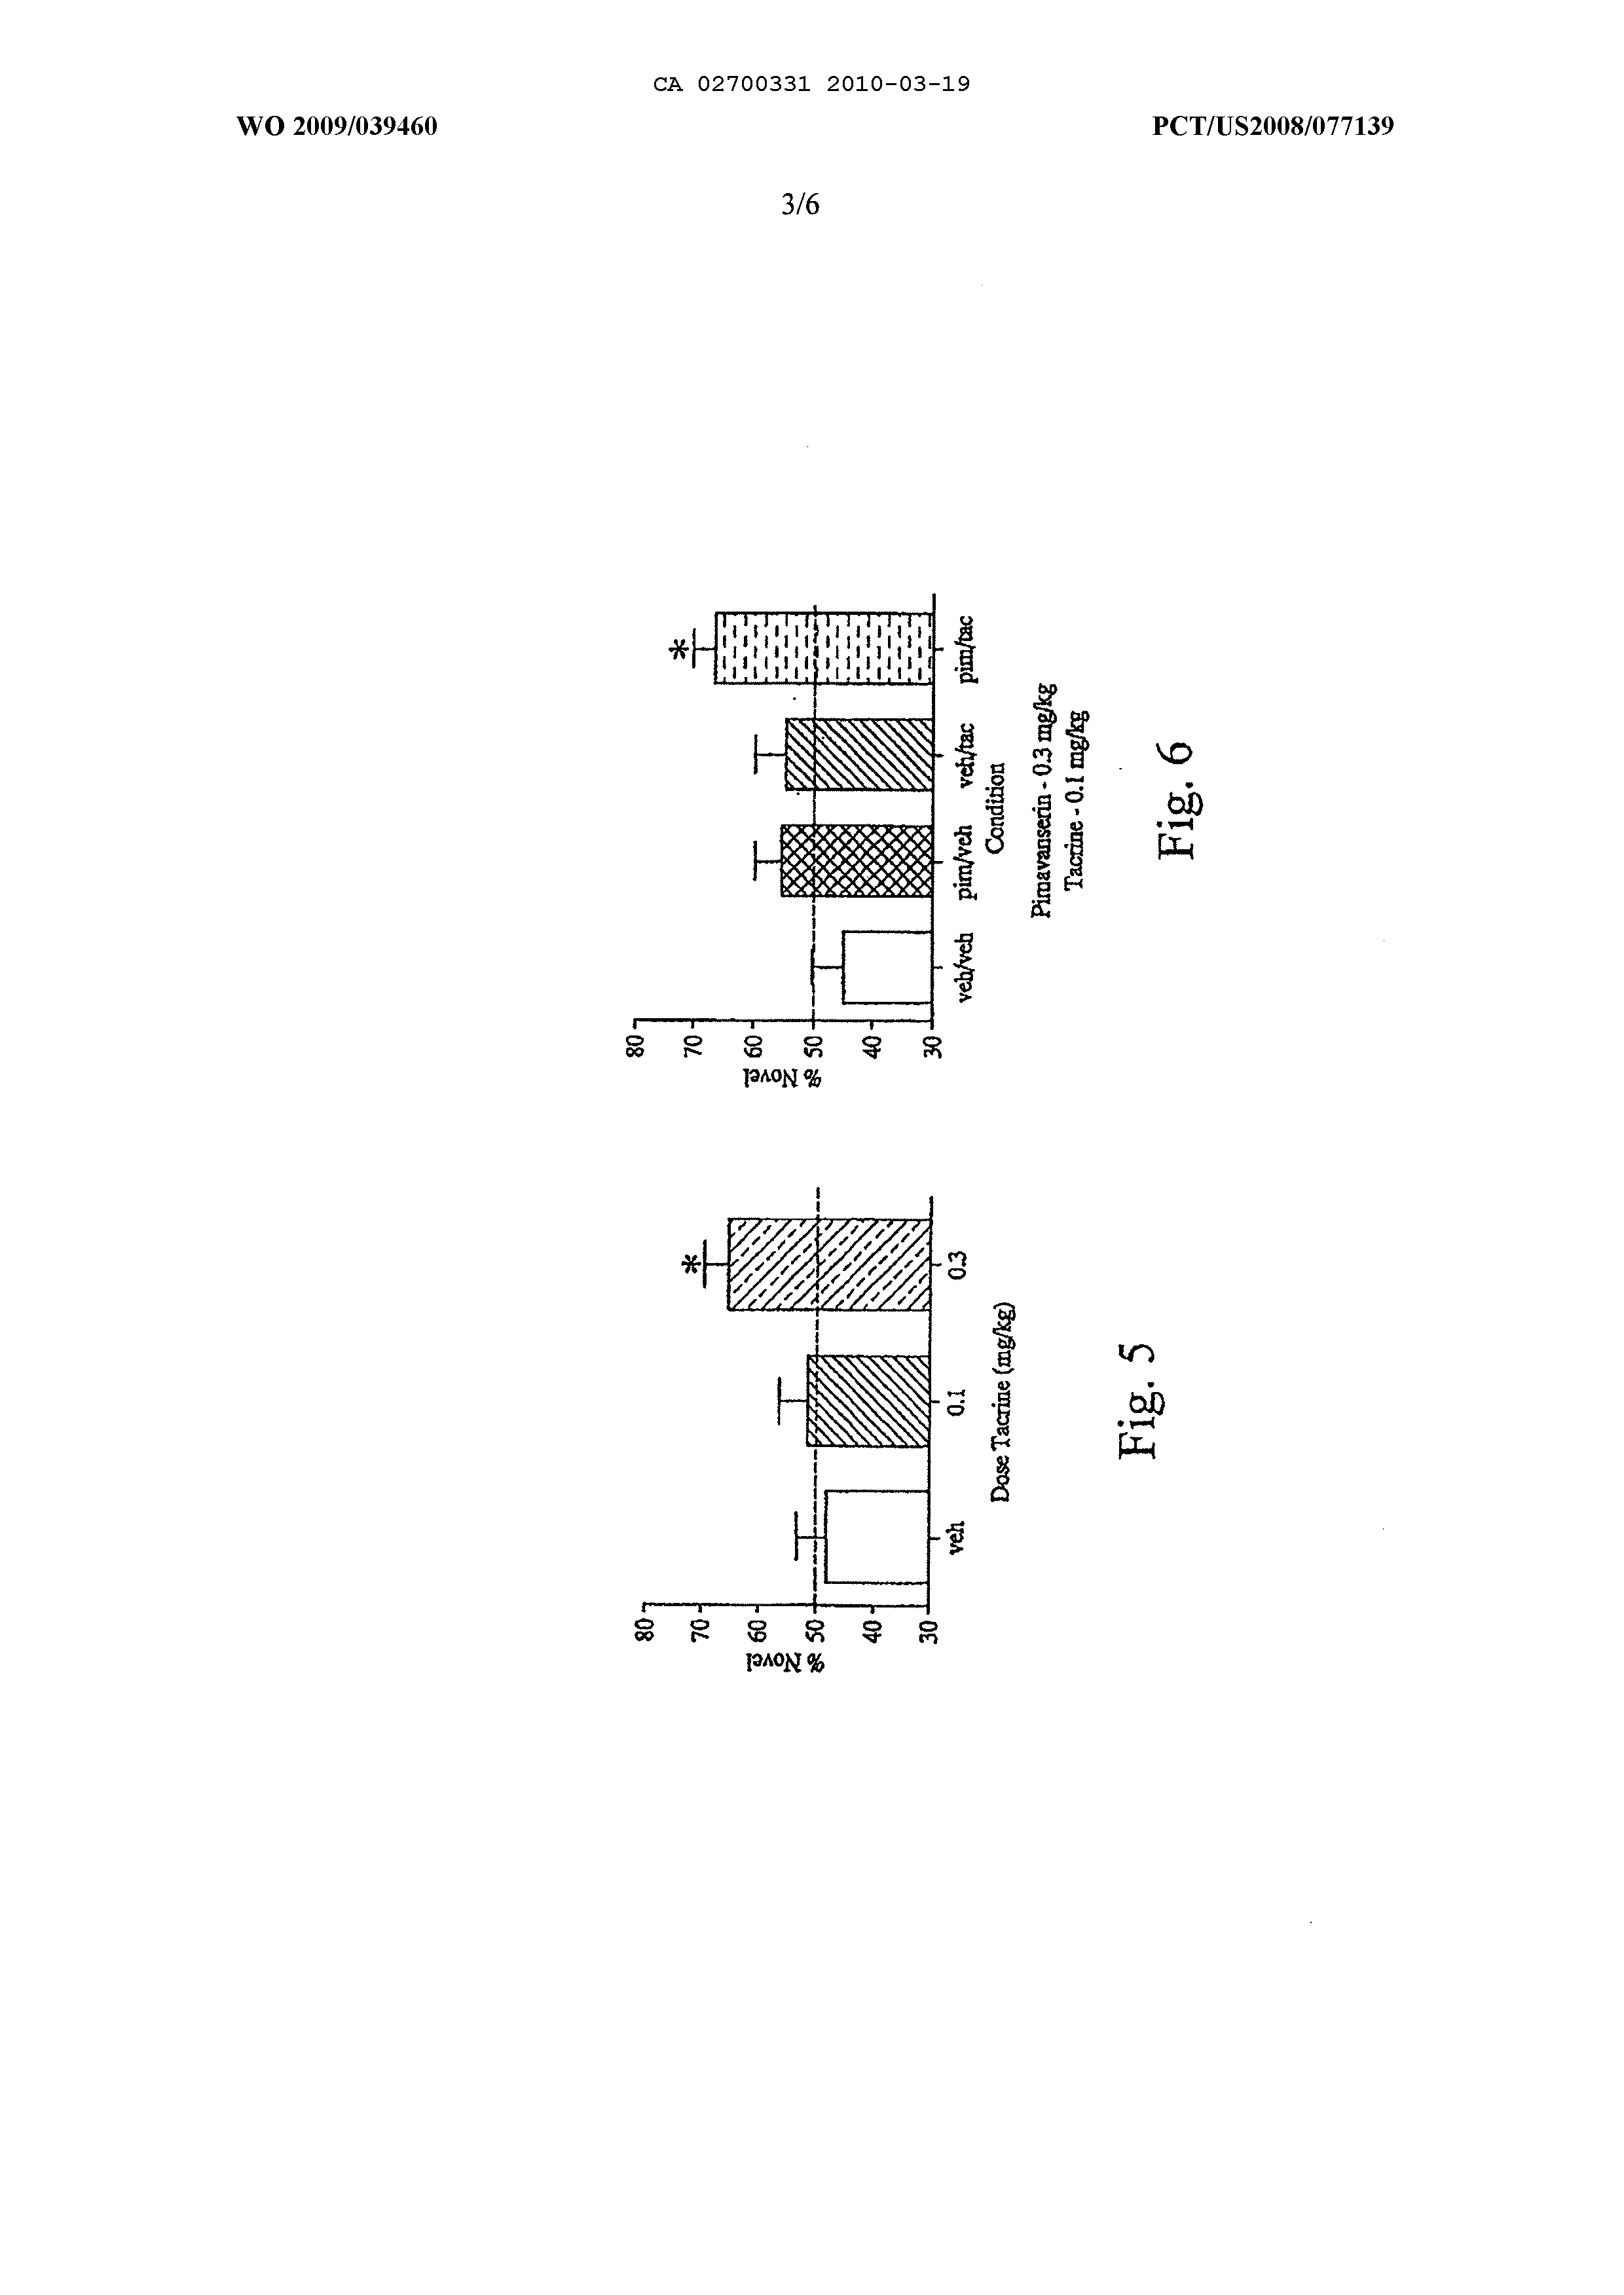 CA 02700331 2010-03-19
WO 2009/039460
PCT/US2008/077139
3/6
% Novel
80
70
60
50
40
30
veh
0.1
0.3
*
Dose Tacrine (mg/kg)
Fig. 5
% Novel
80
70
60
50
40
30
veh/veh
pim/veh
veh/tac
pim/tac
*
Condition
Pimavanserin - 0.3 mg/kg
Tacrine - 0.1 mg/kg
Fig. 6